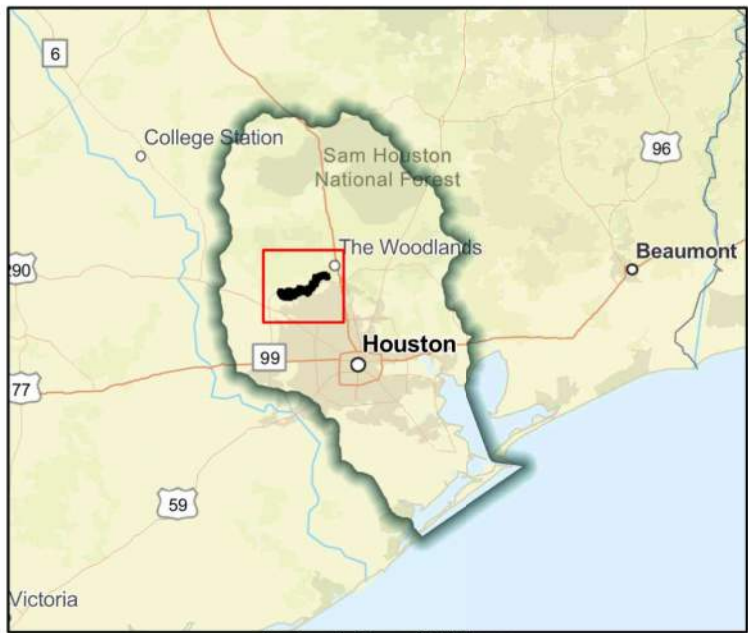 6
College Station
Sam Houston
National Forest
96
The Woodlands
Beaumont
290
Houston
99
77
59
Victoria